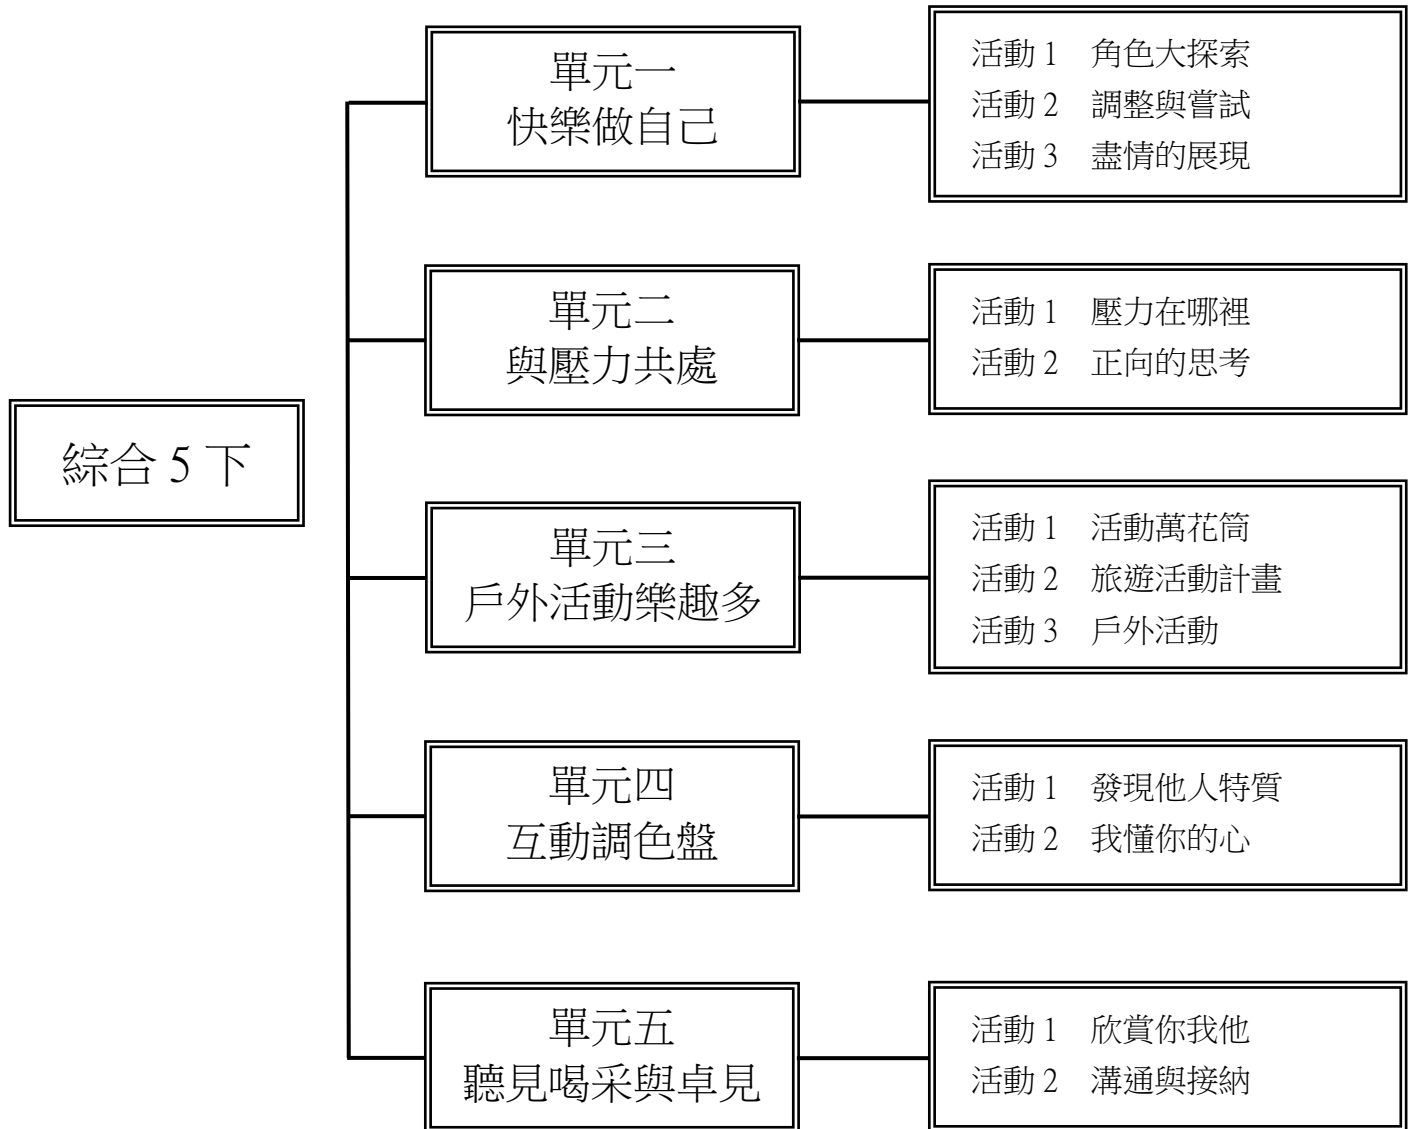 綜合 5 下
單元一
快樂做自己
活動 1 角色大探索
活動 2 調整與嘗試
活動 3 盡情的展現
單元二
與壓力共處
活動 1 壓力在哪裡
活動 2 正向的思考
單元三
戶外活動樂趣多
活動 1 活動萬花筒
活動 2 旅遊活動計畫
活動 3 戶外活動
單元四
互動調色盤
活動 1 發現他人特質
活動 2 我懂你的心
單元五
聽見喝采與卓見
活動 1 欣賞你我他
活動 2 溝通與接納